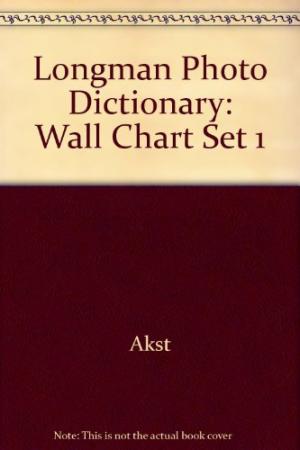 Longman Photo
Dictionary:
Wall Chart Set 1
Akst
Note: This is not the actual book cover